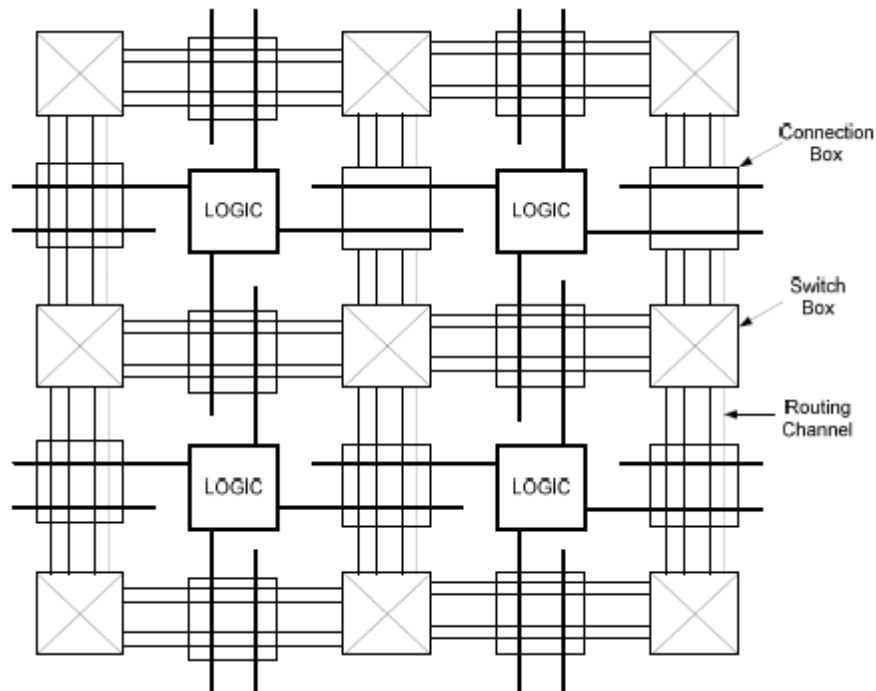 Connection
Box
LOGIC
LOGIC
Switch
Box
Routing
Channel
LOGIC
LOGIC